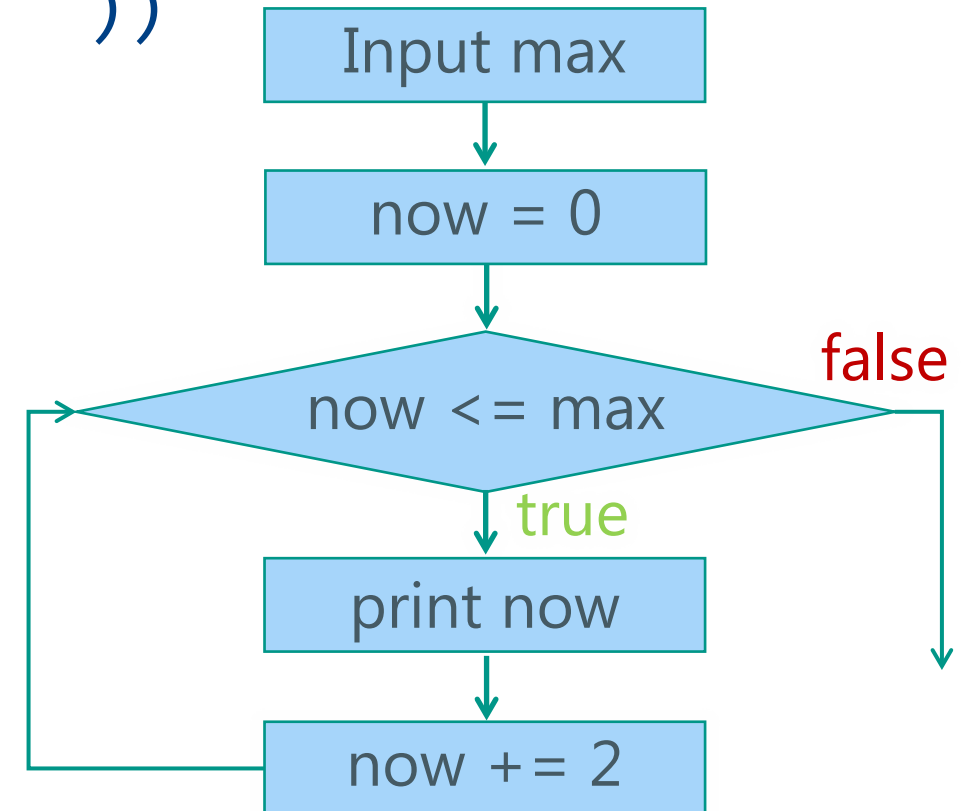 ))
Input max
now = 0
now <= max
false
true
print now
now += 2